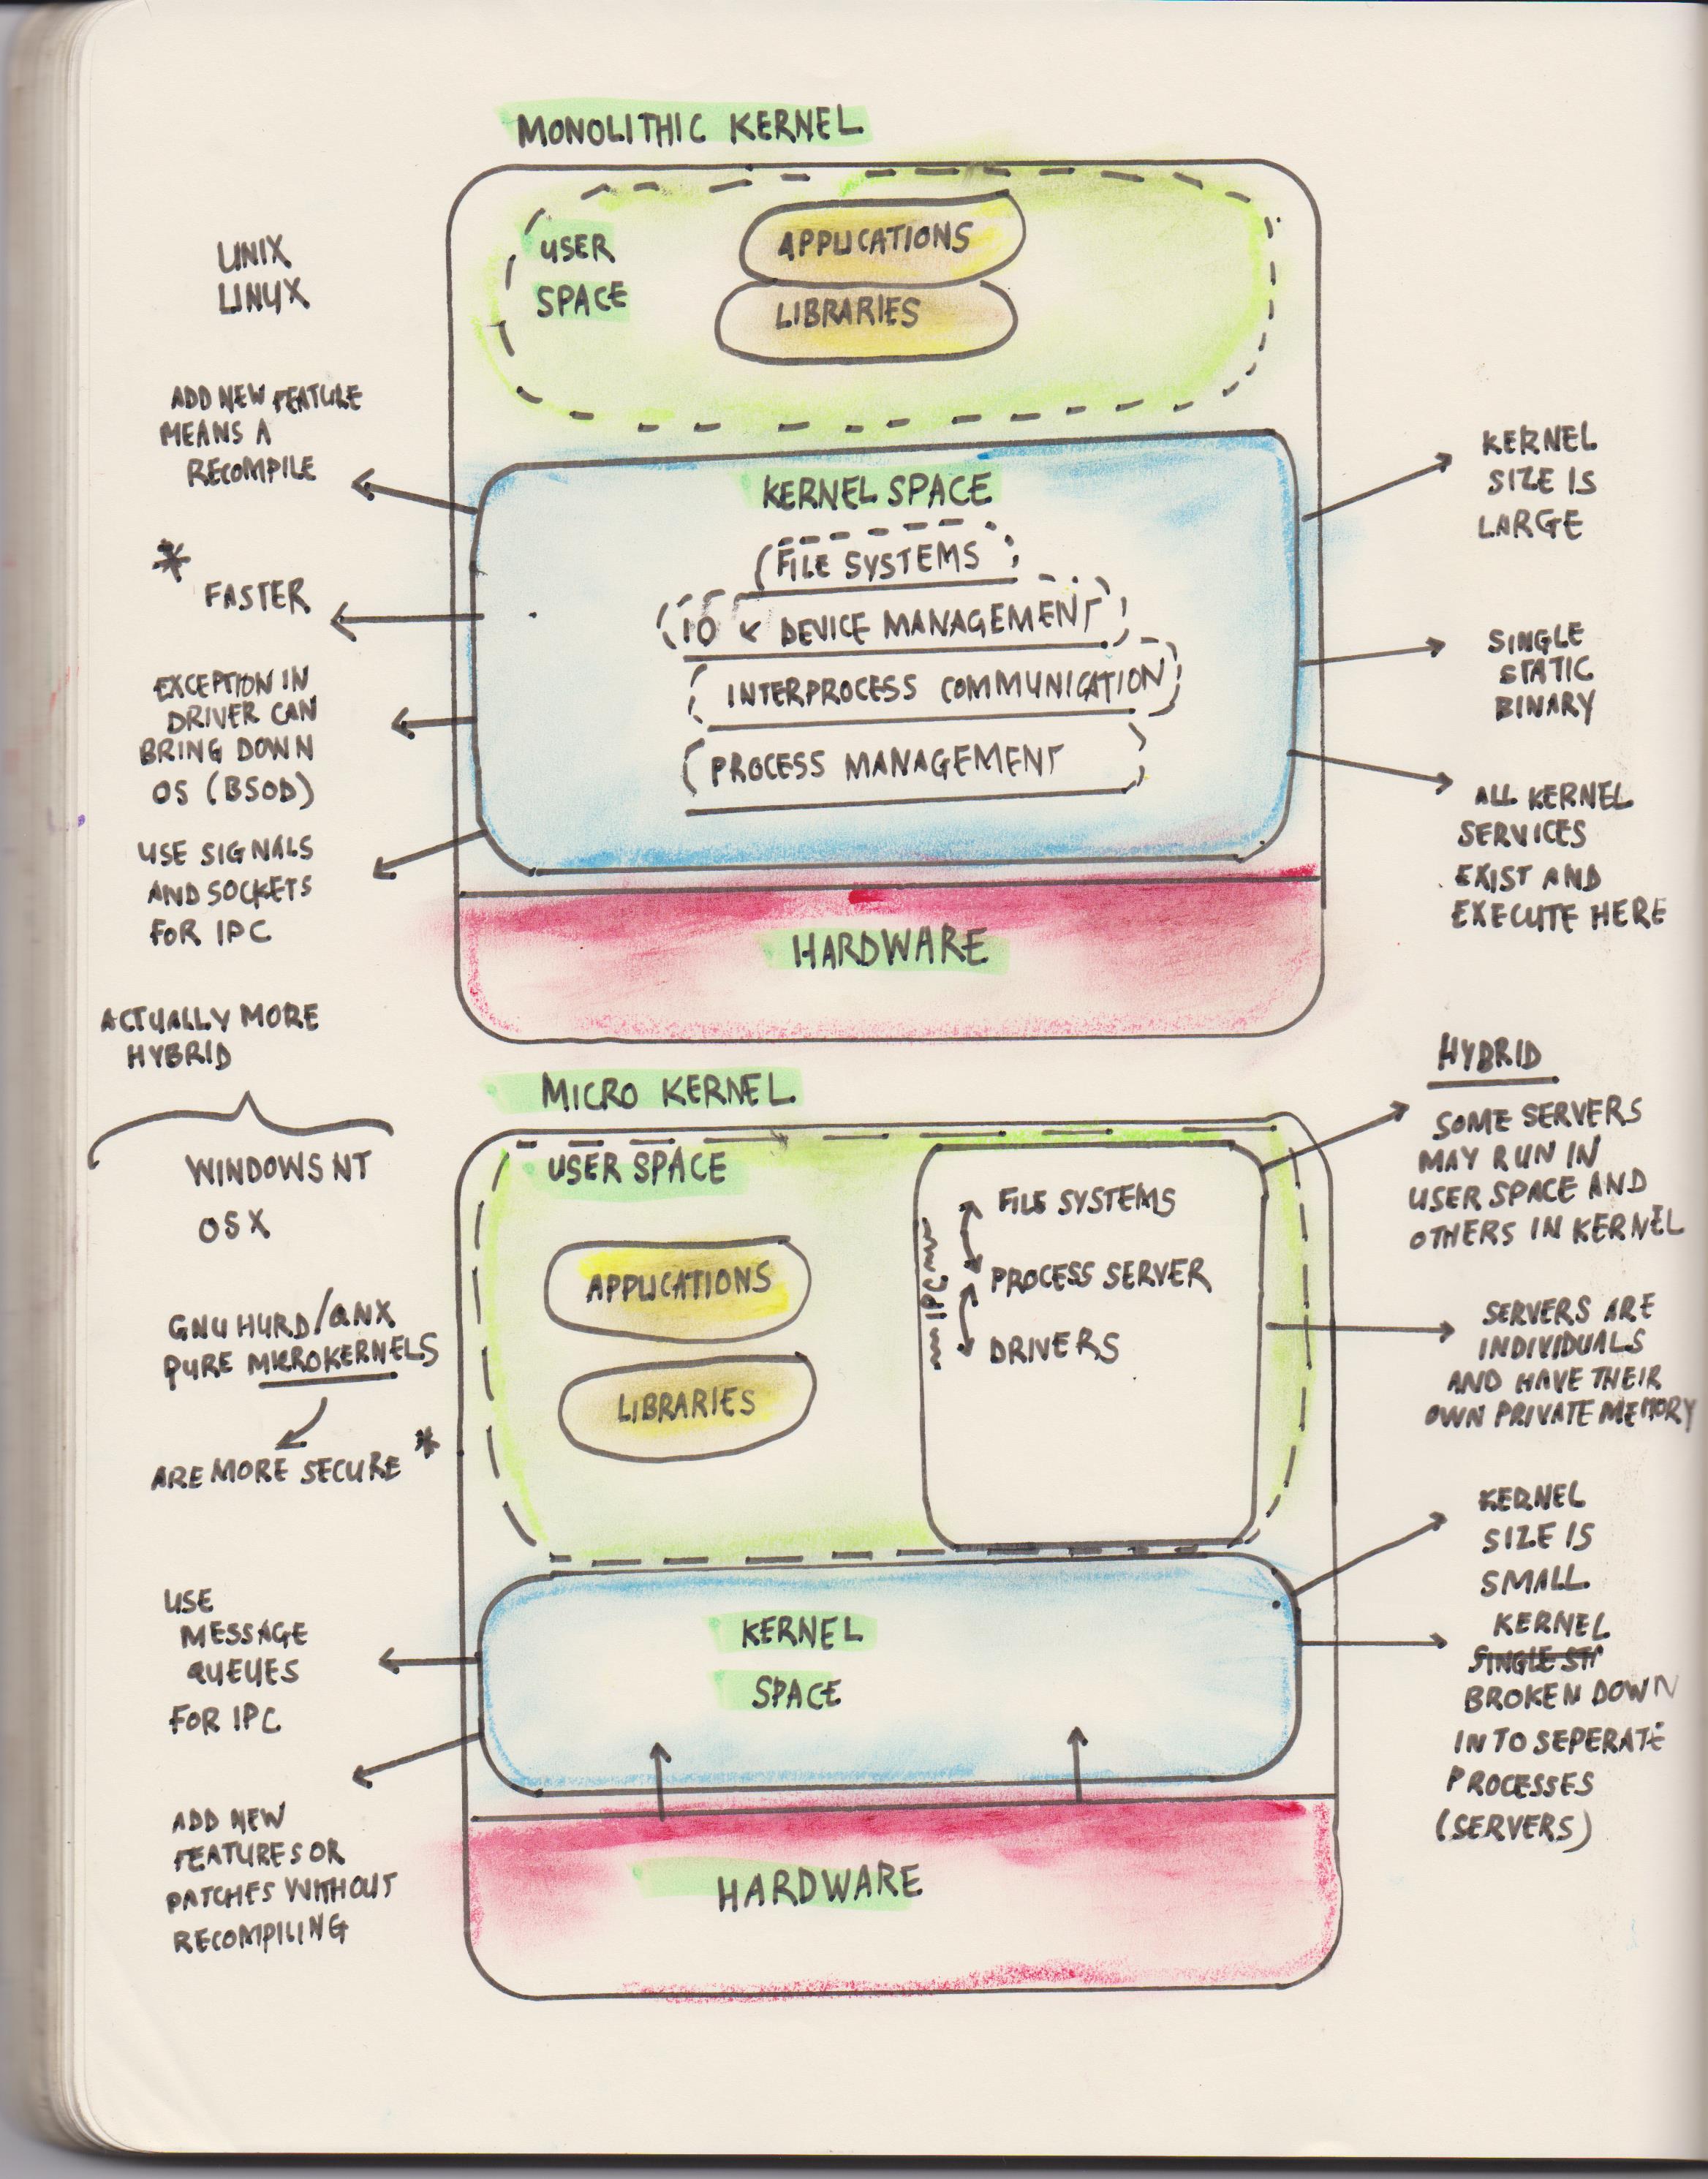 MONOLITHIC KERNEL
USER
SPACE
APPLICATIONS
LIBRARIES
UNIX
LINUX
ADD NEW FEATURE
MEANS A
RECOMPILE
*
FASTER
EXCEPTION IN
DRIVER CAN
BRING DOWN
OS (BSOD)
USE SIGNALS
AND SOCKETS
FOR IPC
KERNEL SPACE
FILE SYSTEMS
IO DEVICE MANAGEMENT
INTERPROCESS COMMUNICATION
PROCESS MANAGEMENT
HARDWARE
KERNEL
SIZE IS
LARGE
SINGLE
STATIC
BINARY
ALL KERNEL
SERVICES
EXIST AND
EXECUTE HERE
ACTUALLY MORE
HYBRID
WINDOWS NT
OSX
GNU HURD/QNX
PURE MICROKERNELS
ARE MORE SECURE *
USE
MESSAGE
QUEUES
FOR IPC
ADD NEW
FEATURES OR
PATCHES WITHOUT
RECOMPILING
MICRO KERNEL
USER SPACE
APPLICATIONS
LIBRARIES
IPC
FILE SYSTEMS
PROCESS SERVER
DRIVERS
KERNEL
SPACE
HARDWARE
HYBRID
SOME SERVERS
MAY RUN IN
USER SPACE AND
OTHERS IN KERNEL
SERVERS ARE
INDIVIDUALS
AND HAVE THEIR
OWN PRIVATE MEMORY
KERNEL
SIZE IS
SMALL
KERNEL
SINGLE ST
BROKEN DOWN
INTO SEPERATE
PROCESSES
(SERVERS)